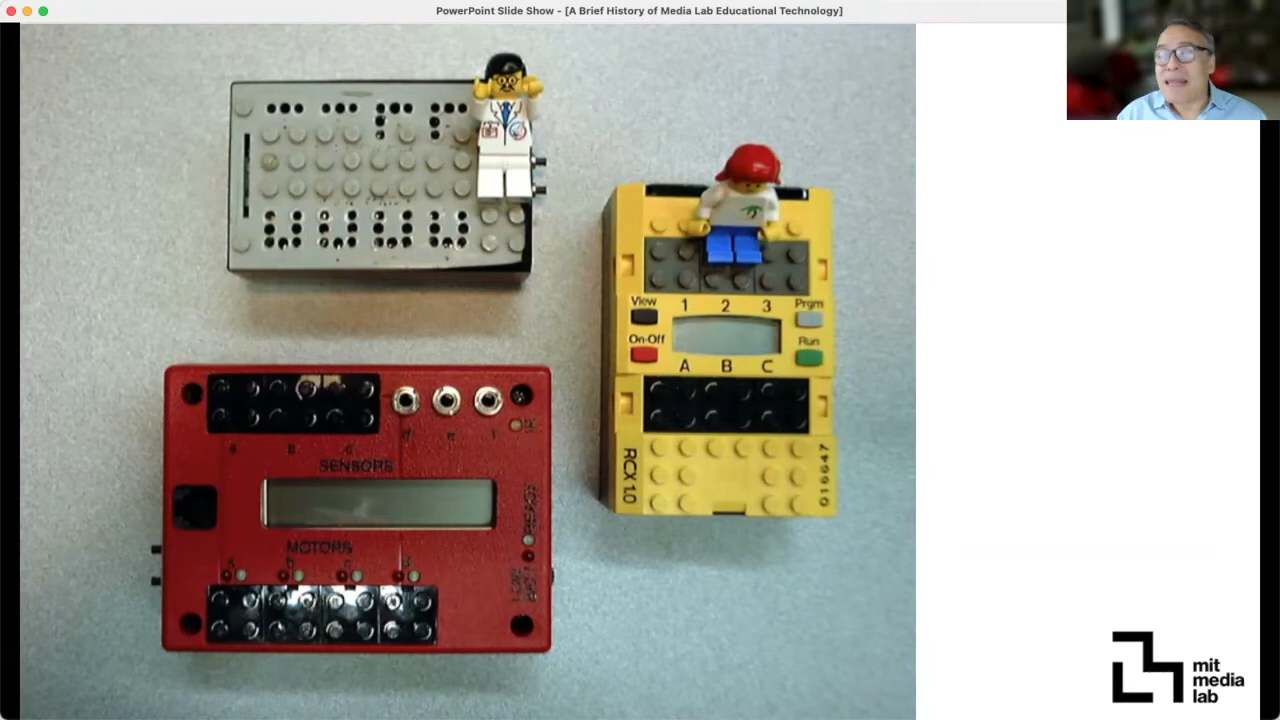 PowerPoint Slide Show - [A Brief History of Media Lab Educational Technology]
View
1 2 3
Prgm
On-Off
Run
A B C
RCX 1.0
016647
SENSORS
MOTORS
mit
media
lab